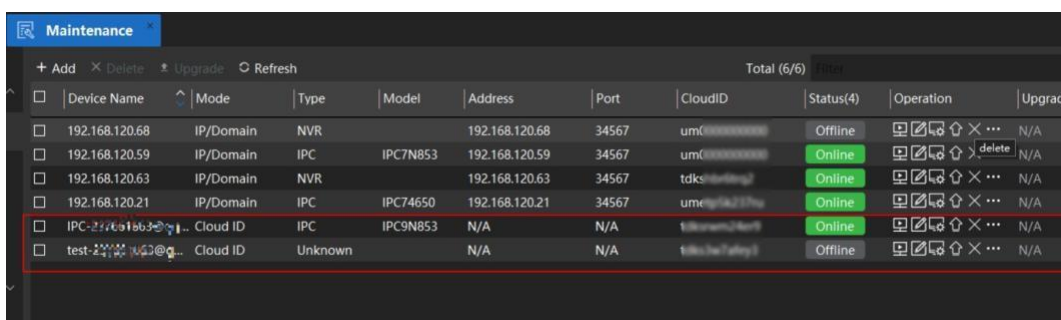 Maintenance ×
+ Add × Delete Upgrade Refresh Total (6/6) Filter
Device Name Mode Type Model Address Port CloudID Status(4) Operation Upgrad
192.168.120.68 IP/Domain NVR 192.168.120.68 34567 Offline N/A
192.168.120.59 IP/Domain IPC IPC7N853 192.168.120.59 34567 Online delete N/A
192.168.120.63 IP/Domain NVR 192.168.120.63 34567 tdks Online N/A
192.168.120.21 IP/Domain IPC IPC74650 192.168.120.21 34567 Online N/A
Cloud ID IPC IPC9N853 N/A N/A Online N/A
Cloud ID Unknown N/A N/A Offline N/A